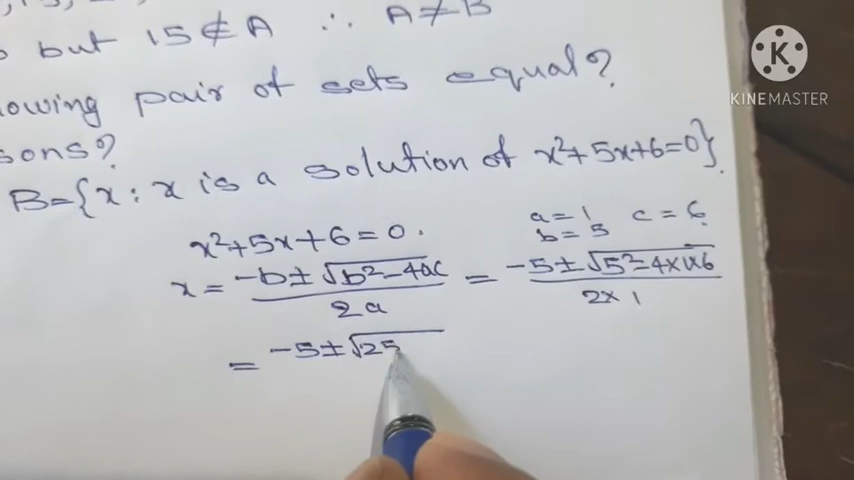 but 15 ∉ A ∴ A ≠ B
owing pair of sets equal?
sons?
B={x : x is a solution of x²+5x+6=0}.
x²+5x+6=0.
a=1 c=6
b=5
x = -b±√b²-4ac / 2a = -5±√5²-4×1×6 / 2×1
= -5±√25
K
KINEMASTER